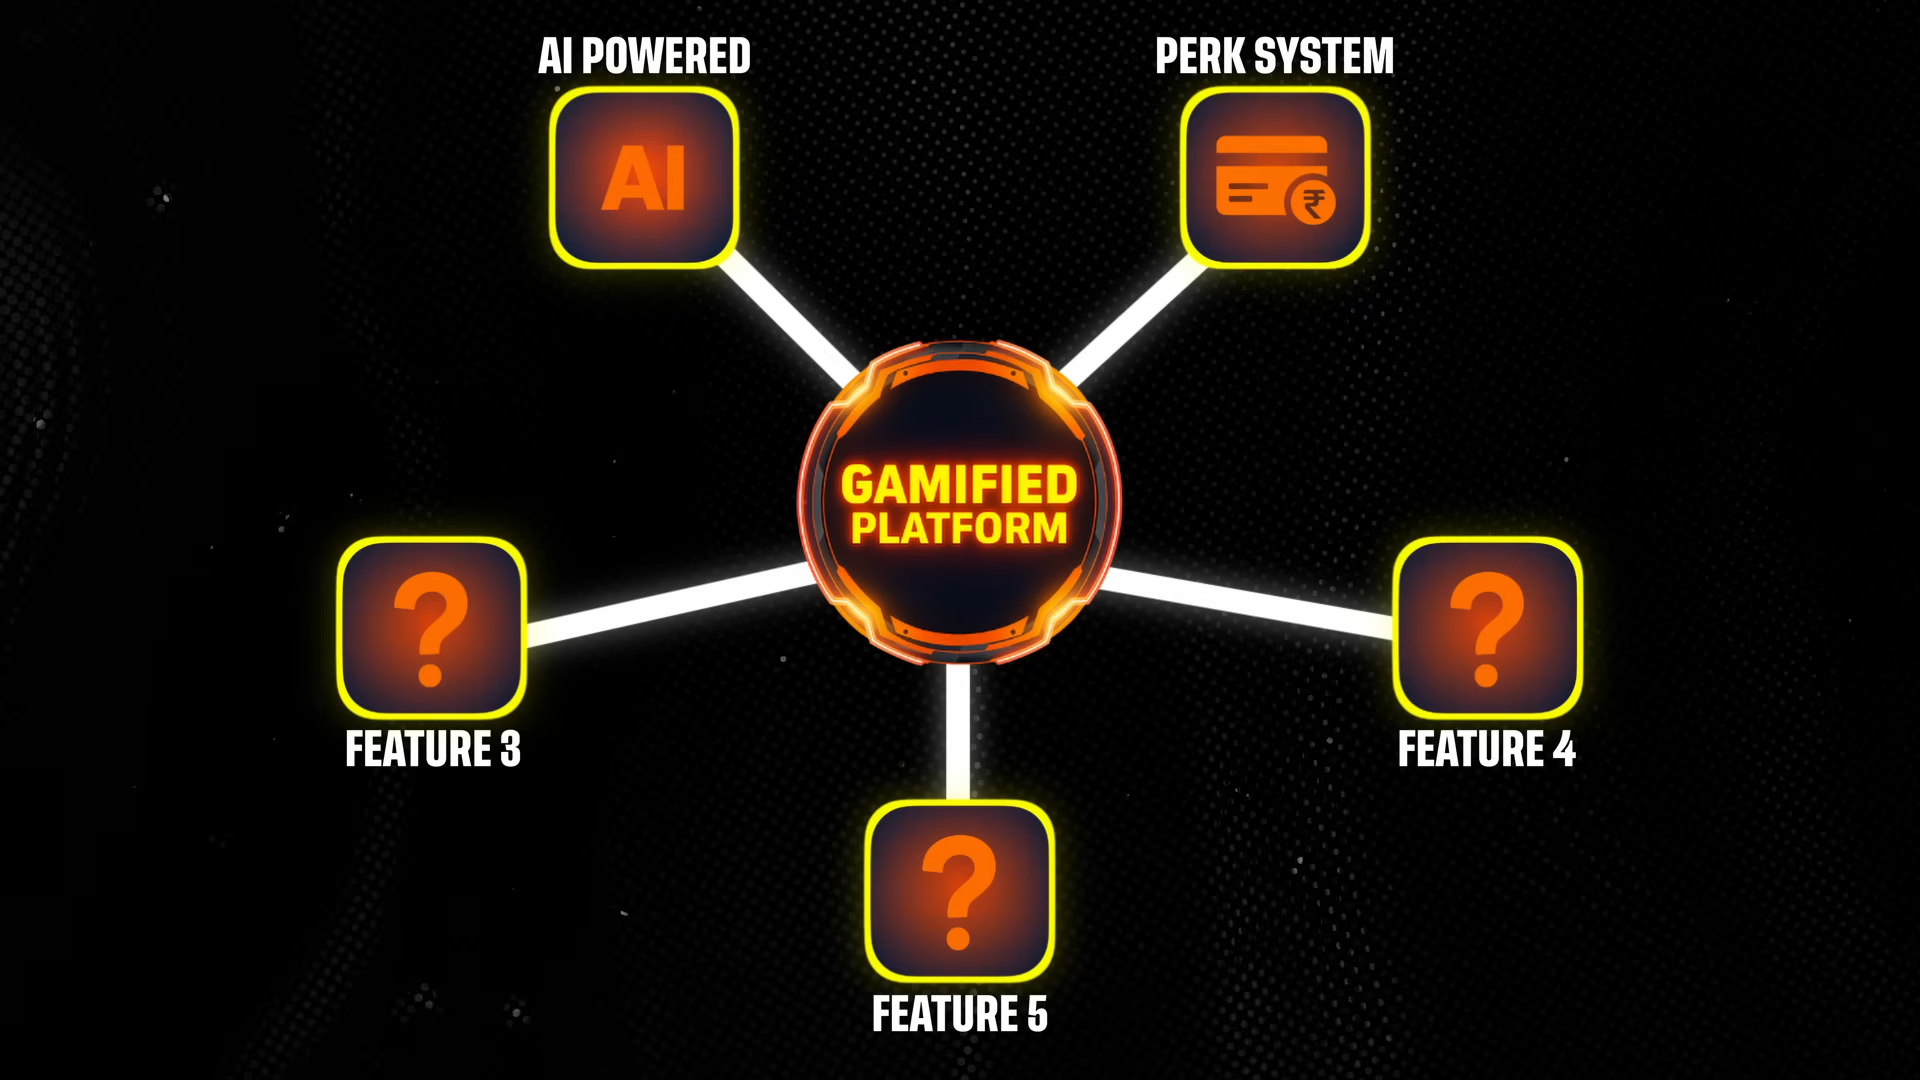 AI POWERED
PERK SYSTEM
AI
₹
GAMIFIED
PLATFORM
?
?
FEATURE 3
FEATURE 4
?
FEATURE 5